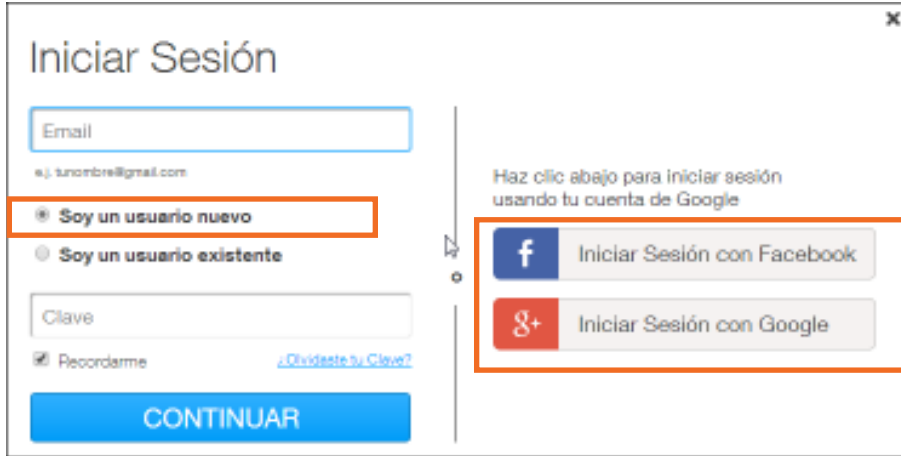 Iniciar Sesión
Email
e.j. tunombre@gmail.com
Soy un usuario nuevo
Soy un usuario existente
Clave
Recordarme ¿Olvidaste tu Clave?
CONTINUAR
o
Haz clic abajo para iniciar sesión
usando tu cuenta de Google
f Iniciar Sesión con Facebook
g+ Iniciar Sesión con Google